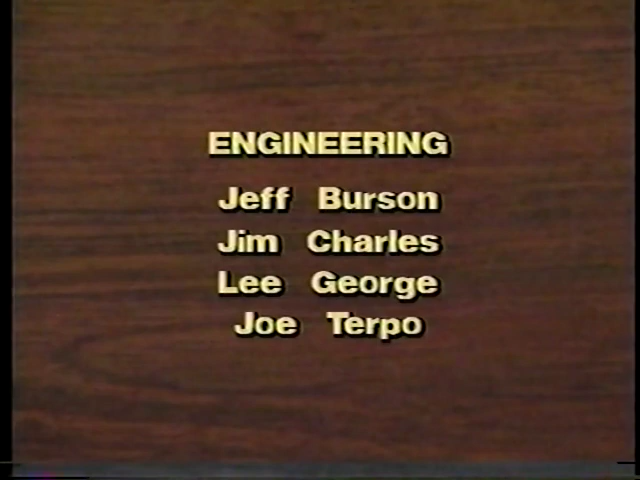 ENGINEERING
Jeff Burson
Jim Charles
Lee George
Joe Terpo